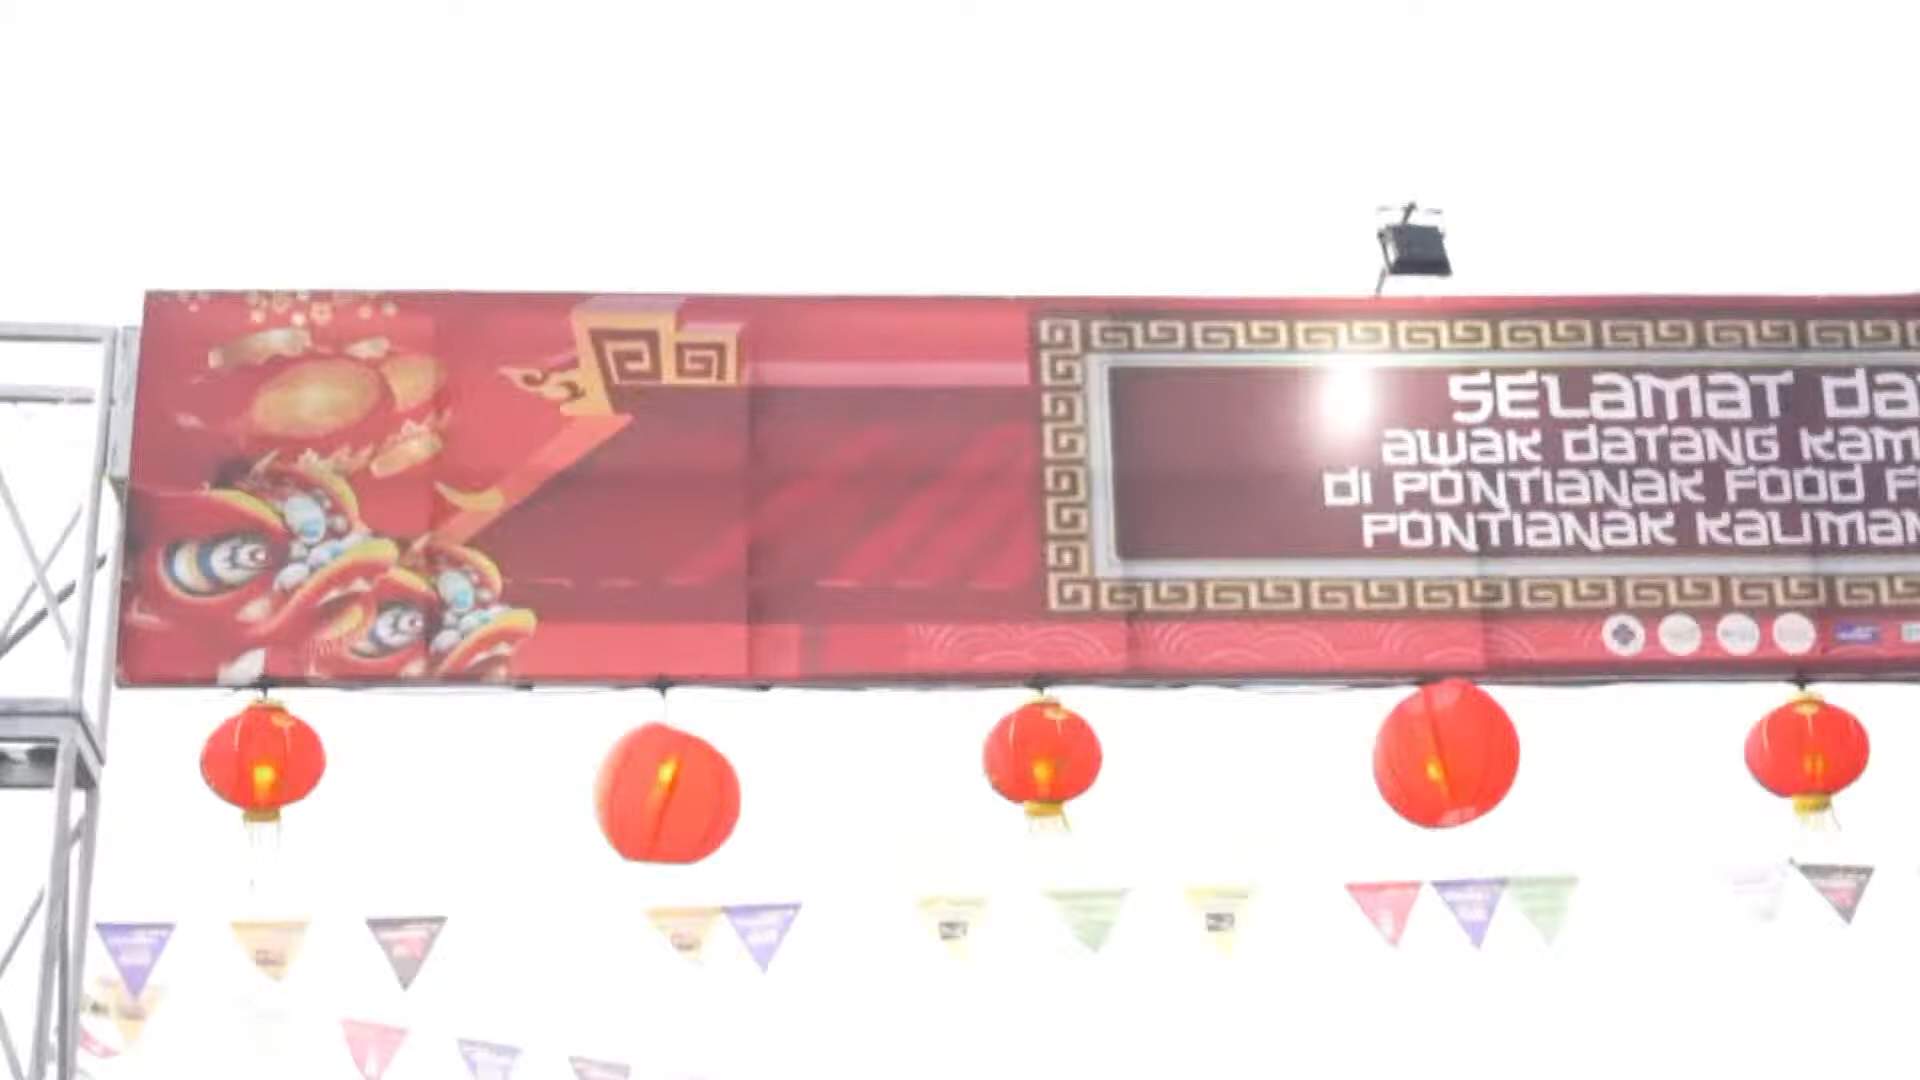 SELAMAT DA
AWAK DATANG KAM
DI PONTIANAK FOOD F
PONTIANAK KALIMAN